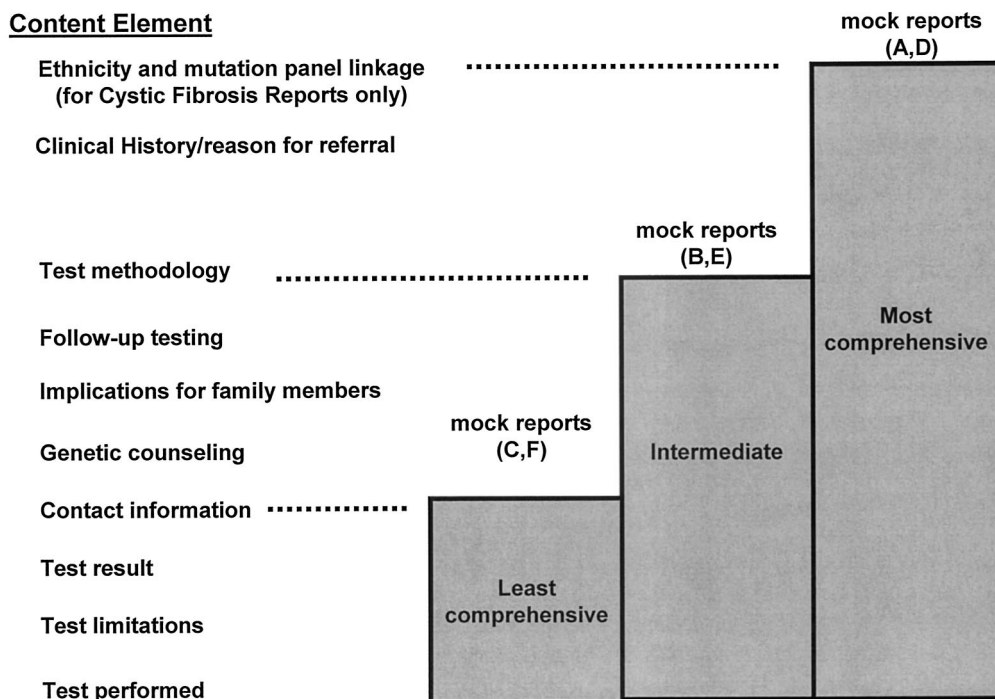 Content Element
mock reports
(A,D)
Ethnicity and mutation panel linkage
(for Cystic Fibrosis Reports only)
Clinical History/reason for referral
mock reports
(B,E)
Test methodology
Most
comprehensive
Follow-up testing
Implications for family members
mock reports
(C,F)
Genetic counseling
Intermediate
Contact information
Test result
Least
comprehensive
Test limitations
Test performed